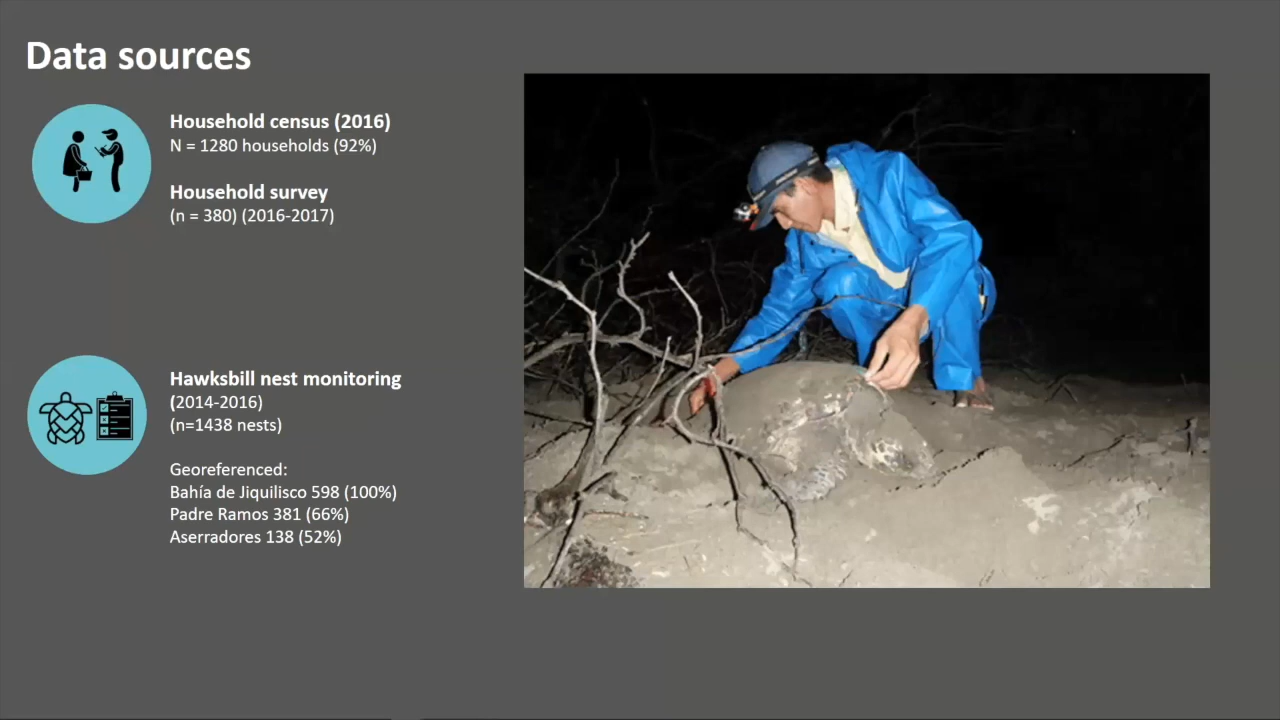 Data sources
Household census (2016)
N = 1280 households (92%)
Household survey
(n = 380) (2016-2017)
Hawksbill nest monitoring
(2014-2016)
(n=1438 nests)
Georeferenced:
Bahía de Jiquilisco 598 (100%)
Padre Ramos 381 (66%)
Aserradores 138 (52%)